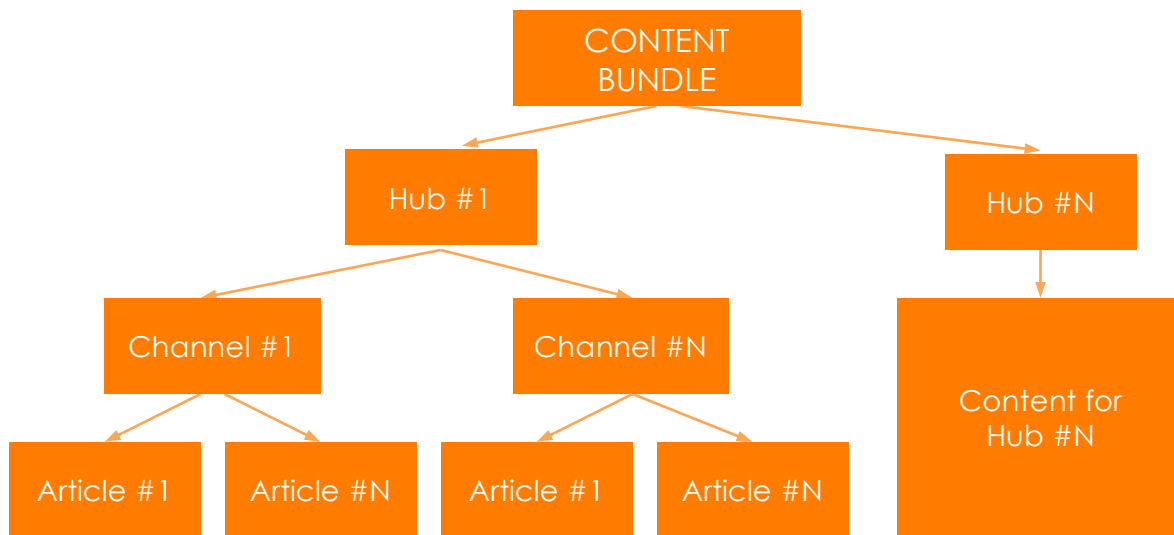 CONTENT
BUNDLE
Hub #1
Hub #N
Channel #1
Channel #N
Content for
Hub #N
Article #1
Article #N
Article #1
Article #N